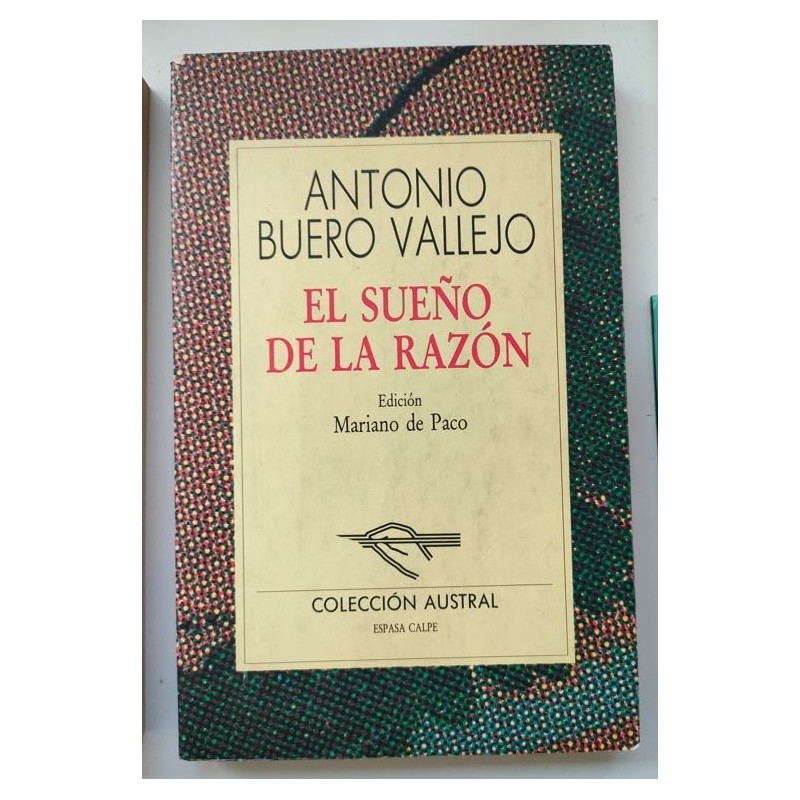 ANTONIO
BUERO VALLEJO
EL SUEÑO
DE LA RAZÓN
Edición
Mariano de Paco
COLECCIÓN AUSTRAL
ESPASA CALPE